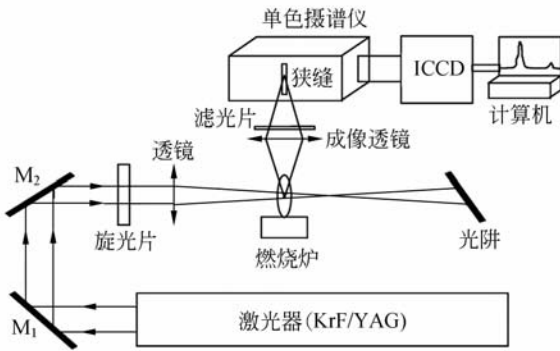 单色摄谱仪
狭缝
ICCD
计算机
滤光片
成像透镜
透镜
M2
旋光片
燃烧炉
光阱
M1
激光器(KrF/YAG)